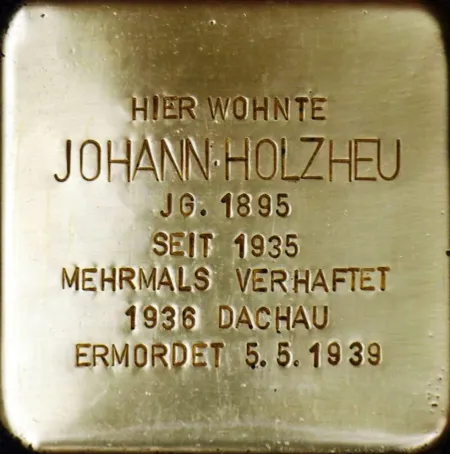 HIER WOHNTE
JOHANN HOLZHEU
JG. 1895
SEIT 1935
MEHRMALS VERHAFTET
1936 DACHAU
ERMORDET 5.5.1939